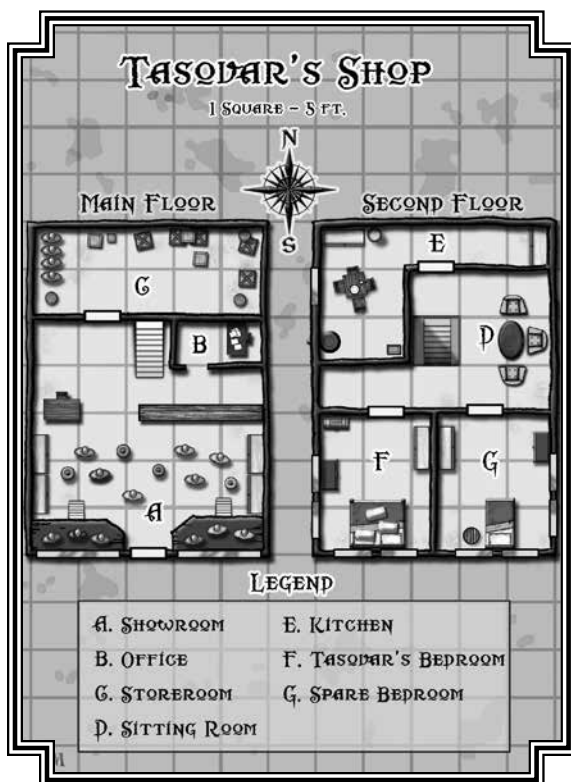 Tasovar's Shop
1 Square – 5 ft.
N
S
Main Floor
Second Floor
C
B
A
E
D
F
G
Legend
A. Showroom
B. Office
C. Storeroom
D. Sitting Room
E. Kitchen
F. Tasovar's Bedroom
G. Spare Bedroom
M